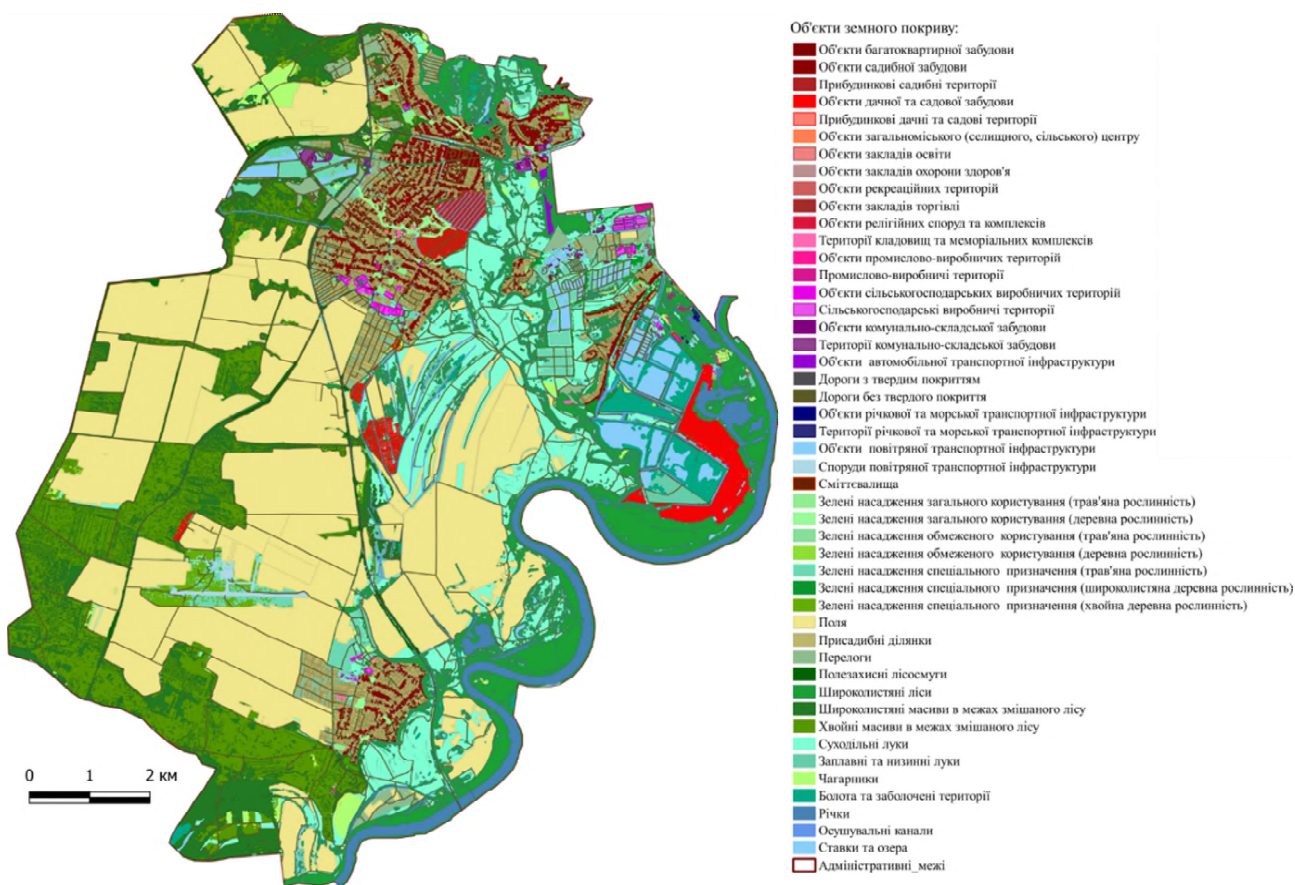 Об'єкти земного покриву:
Об'єкти багатоквартирної забудови
Об'єкти садибної забудови
Прибудинкові садибні території
Об'єкти дачної та садової забудови
Прибудинкові дачні та садові території
Об'єкти загальноміського (селищного, сільського) центру
Об'єкти закладів освіти
Об'єкти закладів охорони здоров'я
Об'єкти рекреаційних територій
Об'єкти закладів торгівлі
Об'єкти релігійних споруд та комплексів
Території кладовищ та меморіальних комплексів
Об'єкти промислово-виробничих територій
Промислово-виробничі території
Об'єкти сільськогосподарських виробничих територій
Сільськогосподарські виробничі території
Об'єкти комунально-складської забудови
Території комунально-складської забудови
Об'єкти автомобільної транспортної інфраструктури
Дороги з твердим покриттям
Дороги без твердого покриття
Об'єкти річкової та морської транспортної інфраструктури
Території річкової та морської транспортної інфраструктури
Об'єкти повітряної транспортної інфраструктури
Споруди повітряної транспортної інфраструктури
Сміттєвалища
Зелені насадження загального користування (трав'яна рослинність)
Зелені насадження загального користування (деревна рослинність)
Зелені насадження обмеженого користування (трав'яна рослинність)
Зелені насадження обмеженого користування (деревна рослинність)
Зелені насадження спеціального призначення (трав'яна рослинність)
Зелені насадження спеціального призначення (широколистяна деревна рослинність)
Зелені насадження спеціального призначення (хвойна деревна рослинність)
Поля
Присадибні ділянки
Перелоги
Полезахисні лісосмуги
Широколистяні ліси
Широколистяні масиви в межах змішаного лісу
Хвойні масиви в межах змішаного лісу
Суходільні луки
Заплавні та низинні луки
Чагарники
Болота та заболочені території
Річки
Осушувальні канали
Ставки та озера
Адміністративні_межі
0 1 2 км